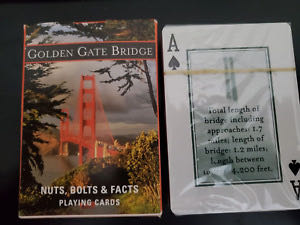 GOLDEN GATE BRIDGE
NUTS, BOLTS & FACTS
PLAYING CARDS
A
Total length of
bridge including
approaches: 1.7
miles; length of
bridge: 1.2 miles;
length between
4,200 feet.
A